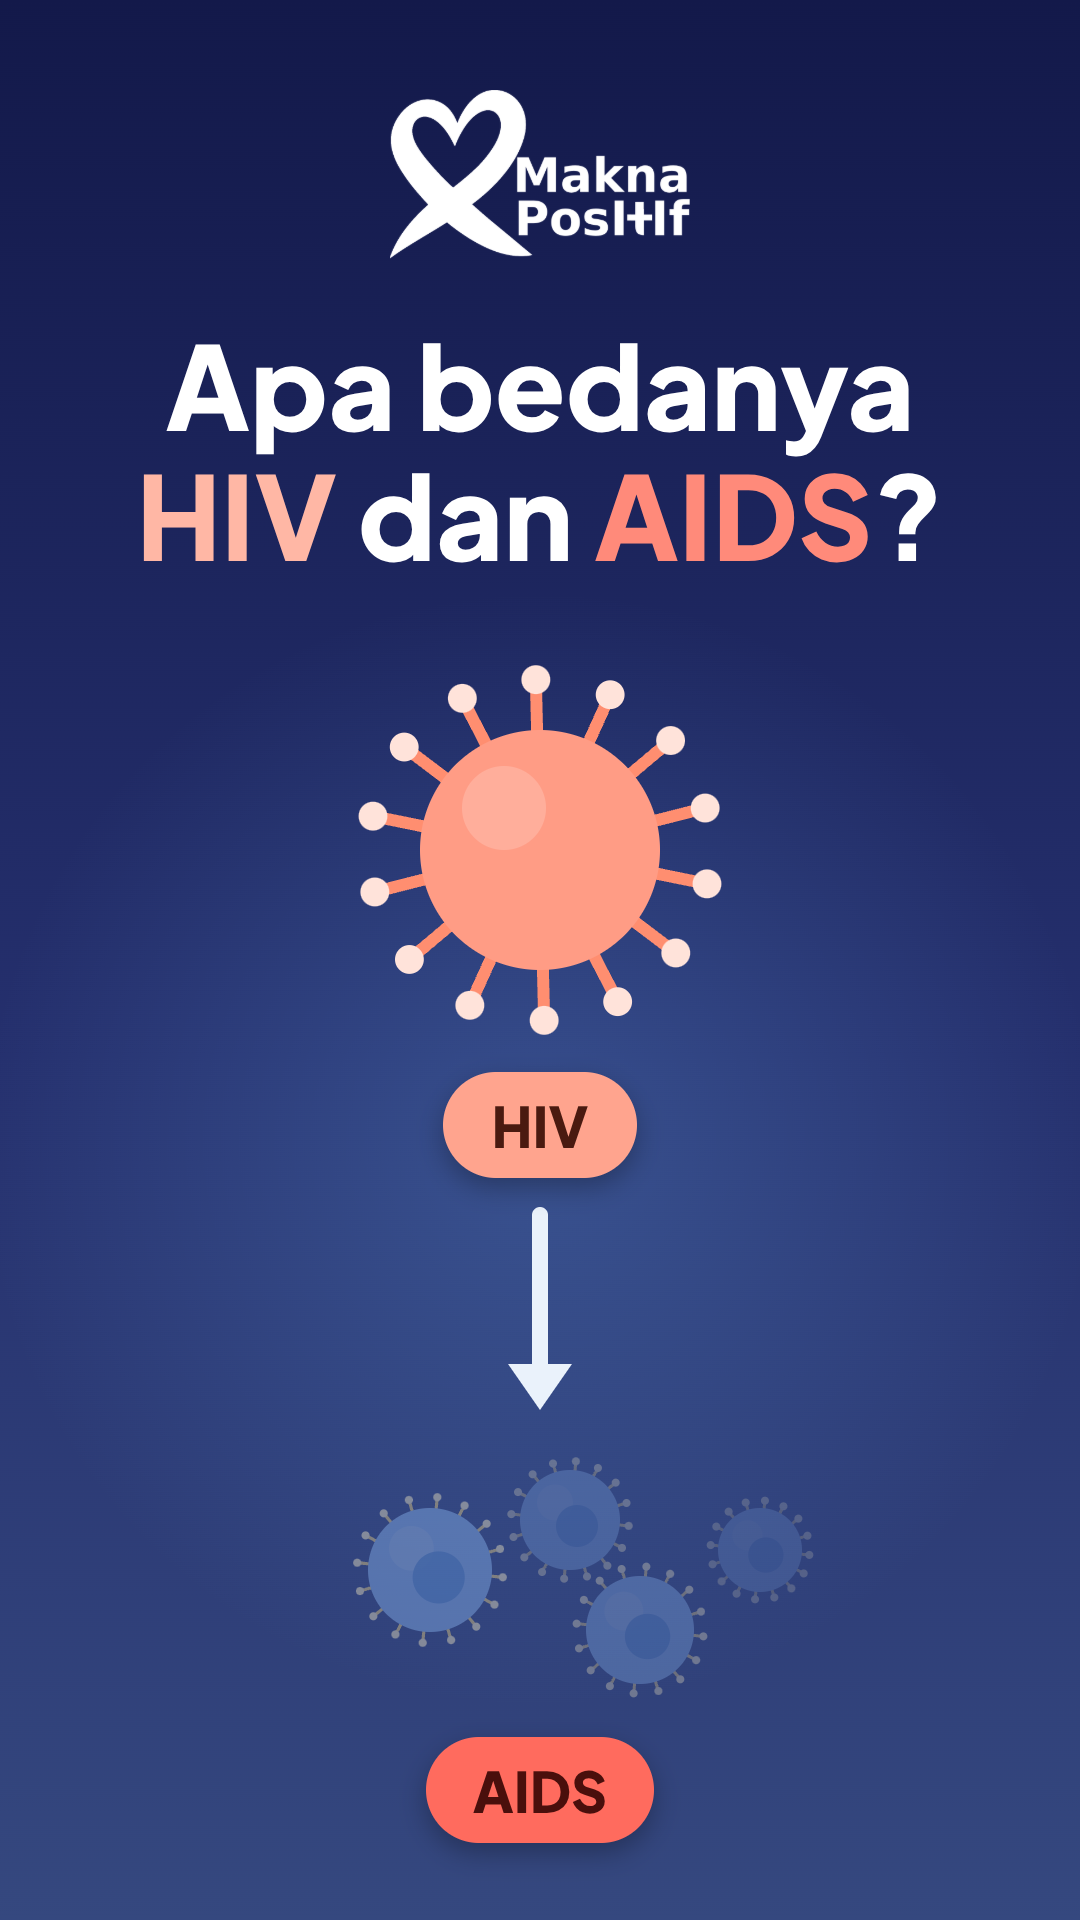 Makna
PosItIf
Apa bedanya
HIV dan AIDS?
HIV
AIDS